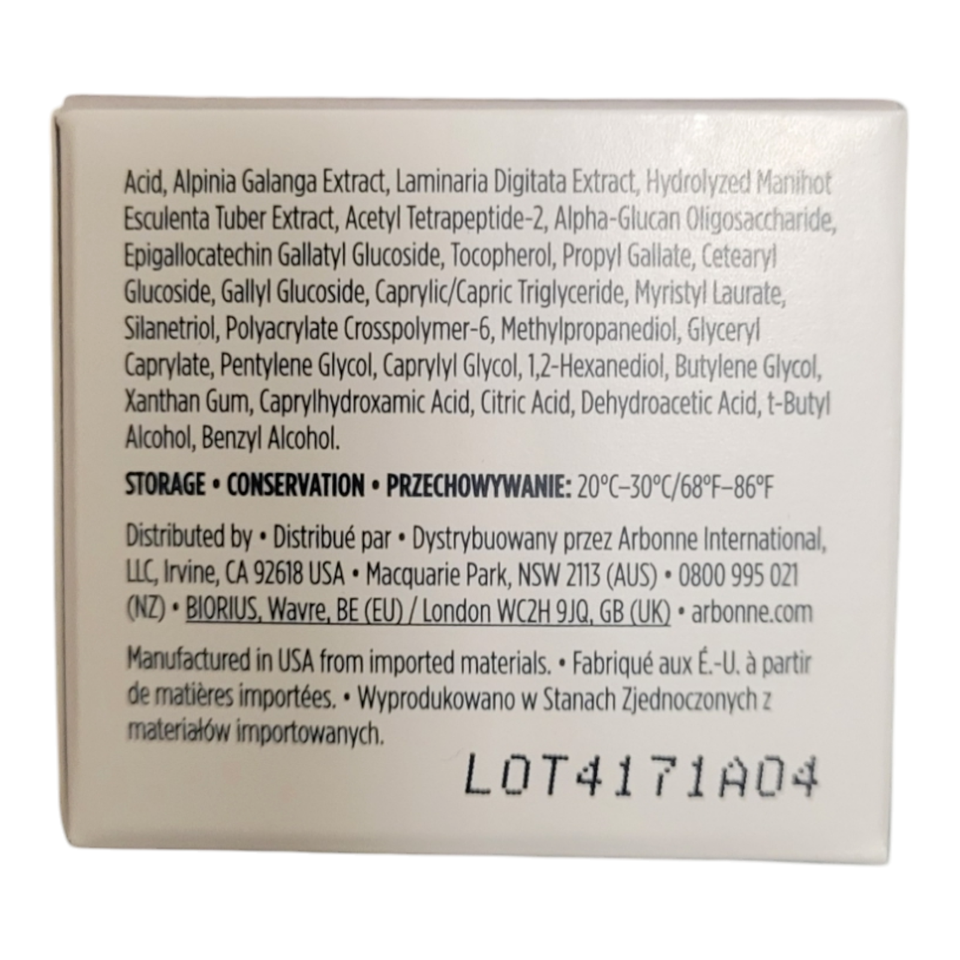 Acid, Alpinia Galanga Extract, Laminaria Digitata Extract, Hydrolyzed Manihot
Esculenta Tuber Extract, Acetyl Tetrapeptide-2, Alpha-Glucan Oligosaccharide,
Epigallocatechin Gallatyl Glucoside, Tocopherol, Propyl Gallate, Cetearyl
Glucoside, Gallyl Glucoside, Caprylic/Capric Triglyceride, Myristyl Laurate,
Silanetriol, Polyacrylate Crosspolymer-6, Methylpropanediol, Glyceryl
Caprylate, Pentylene Glycol, Caprylyl Glycol, 1,2-Hexanediol, Butylene Glycol,
Xanthan Gum, Caprylhydroxamic Acid, Citric Acid, Dehydroacetic Acid, t-Butyl
Alcohol, Benzyl Alcohol.
STORAGE • CONSERVATION • PRZECHOWYWANIE: 20°C–30°C/68°F–86°F
Distributed by • Distribué par • Dystrybuowany przez Arbonne International,
LLC, Irvine, CA 92618 USA • Macquarie Park, NSW 2113 (AUS) • 0800 995 021
(NZ) • BIORIUS, Wavre, BE (EU) / London WC2H 9JQ, GB (UK) • arbonne.com
Manufactured in USA from imported materials. • Fabriqué aux É.-U. à partir
de matières importées. • Wyprodukowano w Stanach Zjednoczonych z
materiałów importowanych.
LOT4171A04